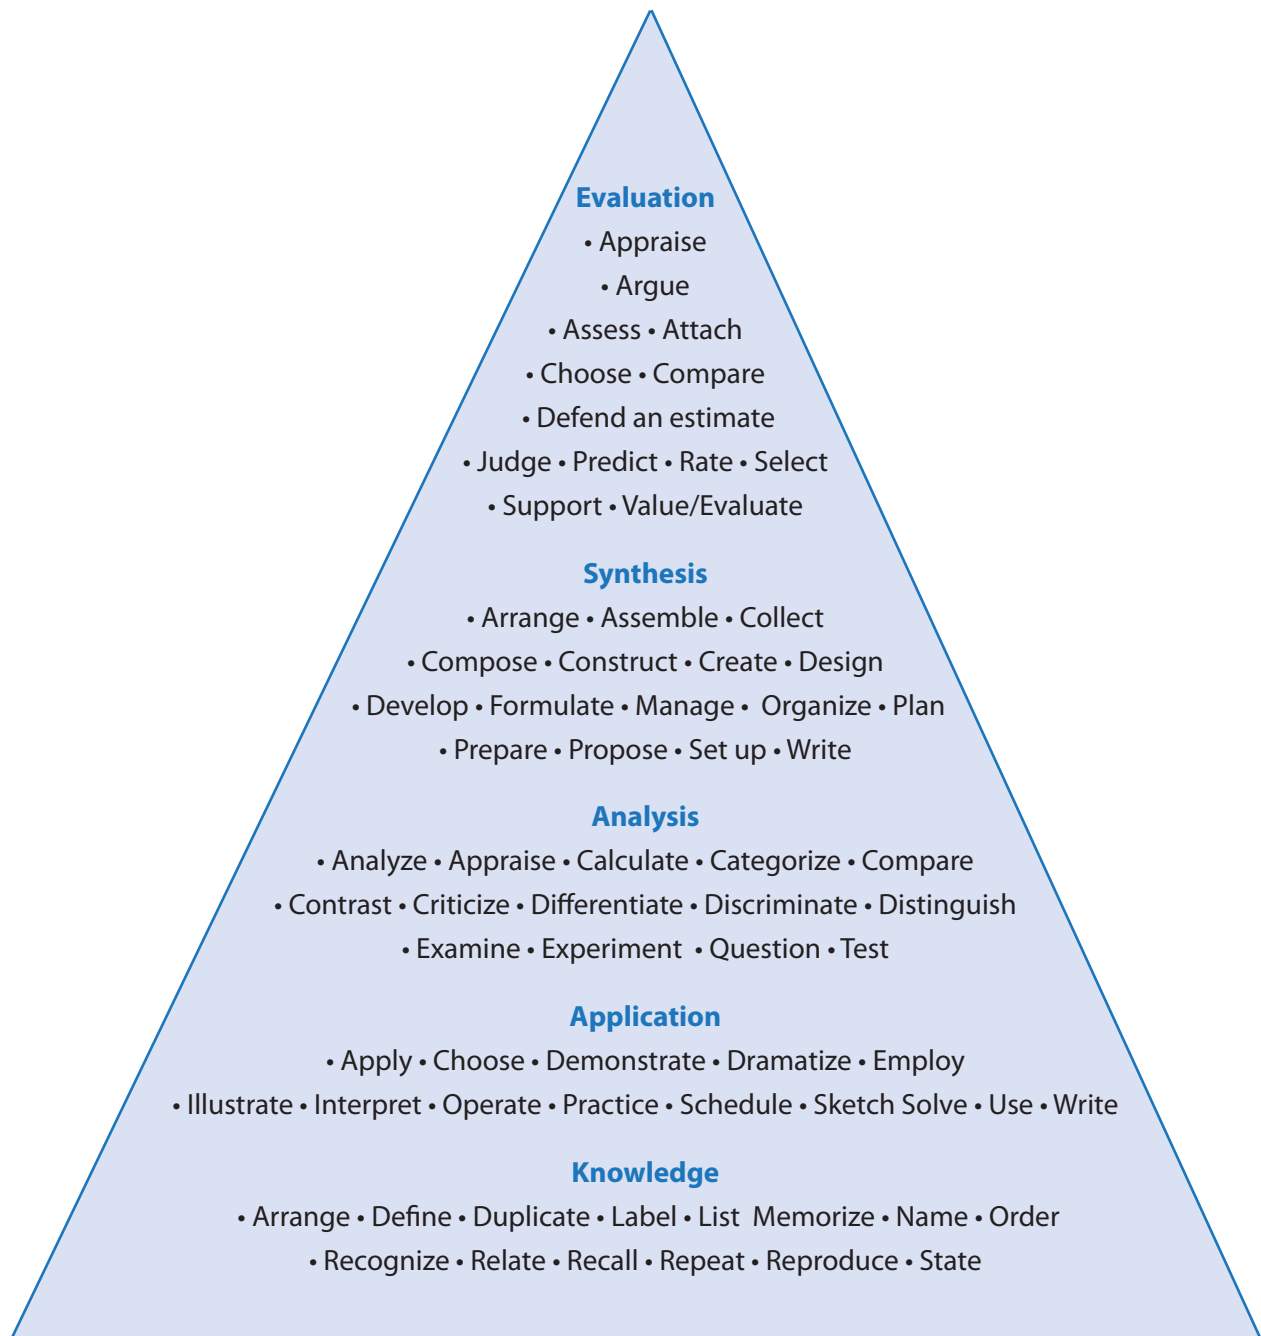 Evaluation
• Appraise
• Argue
• Assess • Attach
• Choose • Compare
• Defend an estimate
• Judge • Predict • Rate • Select
• Support • Value/Evaluate
Synthesis
• Arrange • Assemble • Collect
• Compose • Construct • Create • Design
• Develop • Formulate • Manage •  Organize • Plan
• Prepare • Propose • Set up • Write
Analysis
• Analyze • Appraise • Calculate • Categorize • Compare
• Contrast • Criticize • Differentiate • Discriminate • Distinguish
• Examine • Experiment  • Question • Test
Application
• Apply • Choose • Demonstrate • Dramatize • Employ
• Illustrate • Interpret • Operate • Practice • Schedule • Sketch Solve • Use • Write
Knowledge
• Arrange • Define • Duplicate • Label • List  Memorize • Name • Order
• Recognize • Relate • Recall • Repeat • Reproduce • State